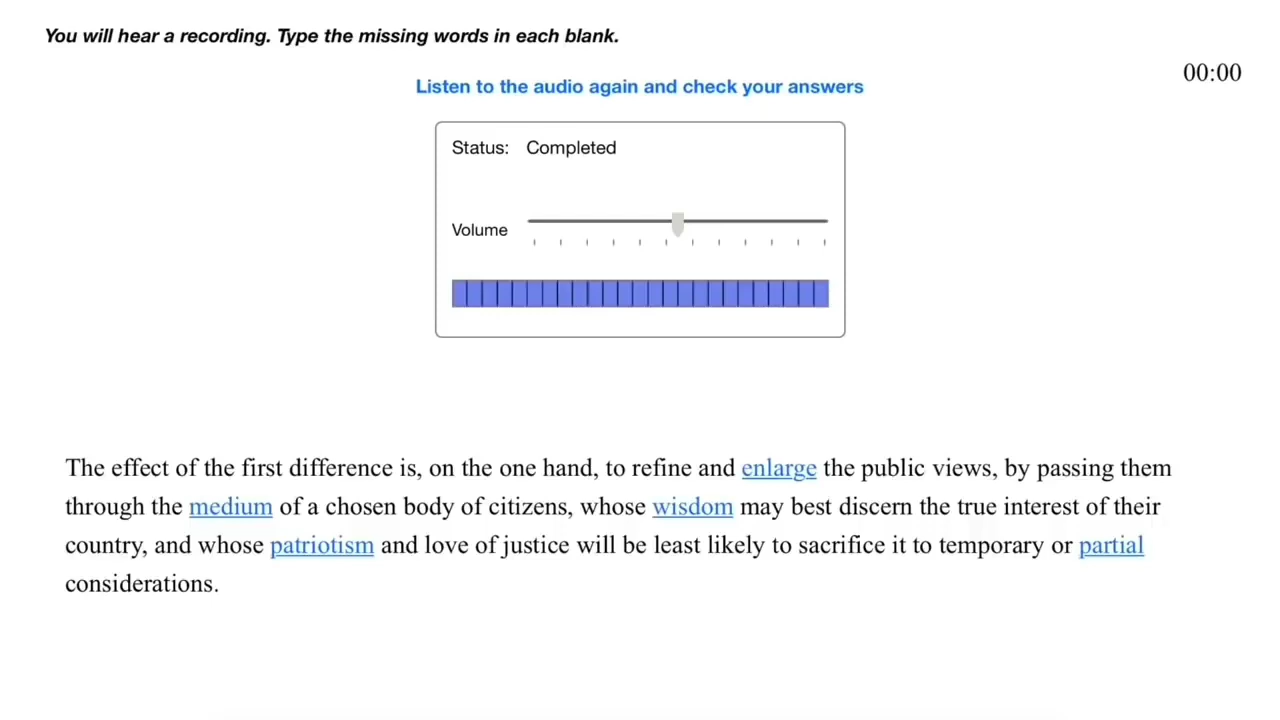 You will hear a recording. Type the missing words in each blank.
00:00
Listen to the audio again and check your answers
Status: Completed
Volume
The effect of the first difference is, on the one hand, to refine and enlarge the public views, by passing them
through the medium of a chosen body of citizens, whose wisdom may best discern the true interest of their
country, and whose patriotism and love of justice will be least likely to sacrifice it to temporary or partial
considerations.